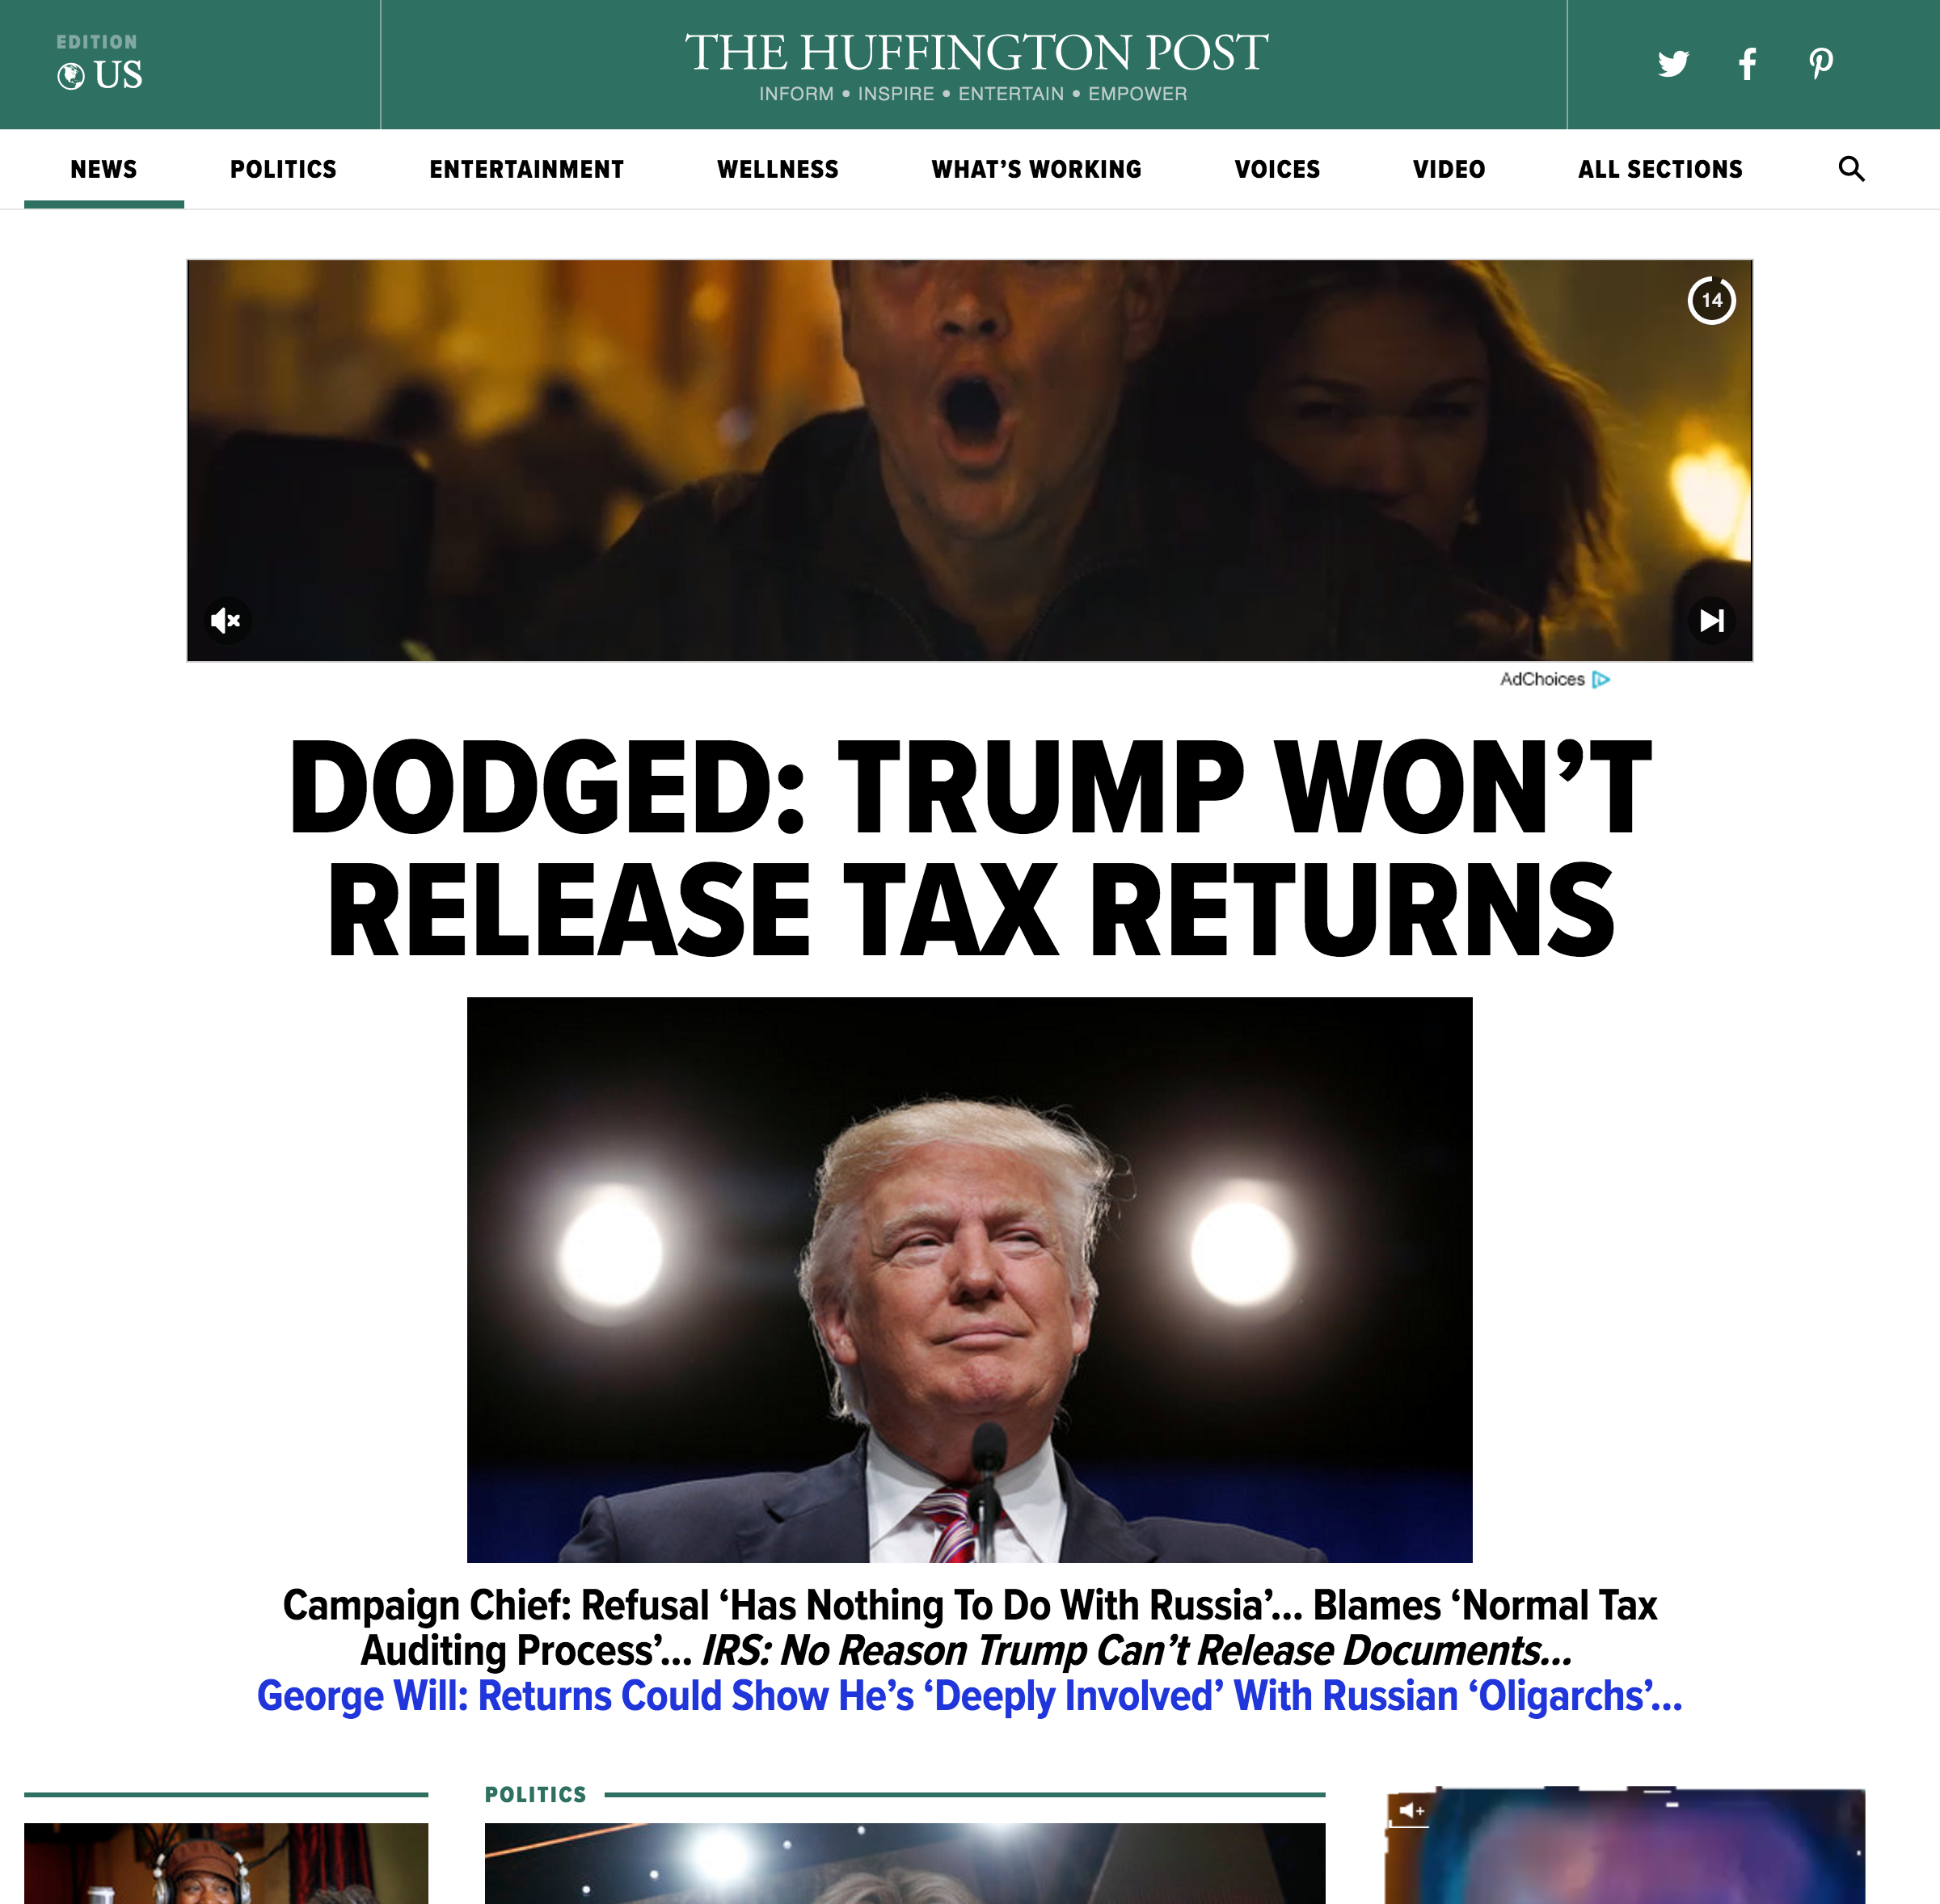 EDITION
US
THE HUFFINGTON POST
INFORM • INSPIRE • ENTERTAIN • EMPOWER
NEWS POLITICS ENTERTAINMENT WELLNESS WHAT’S WORKING VOICES VIDEO ALL SECTIONS
14
AdChoices
DODGED: TRUMP WON’T
RELEASE TAX RETURNS
Campaign Chief: Refusal ‘Has Nothing To Do With Russia’... Blames ‘Normal Tax
Auditing Process’... IRS: No Reason Trump Can’t Release Documents...
George Will: Returns Could Show He’s ‘Deeply Involved’ With Russian ‘Oligarchs’...
POLITICS